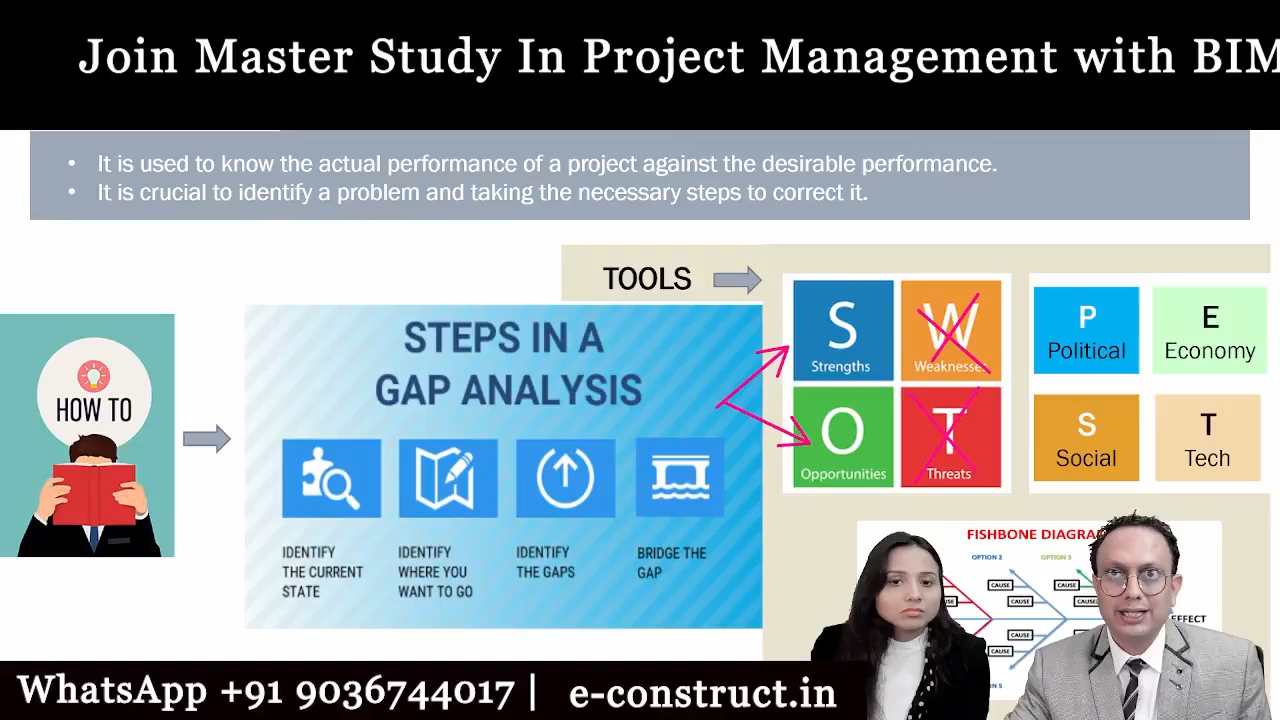 Join Master Study In Project Management with BIM
• It is used to know the actual performance of a project against the desirable performance.
• It is crucial to identify a problem and taking the necessary steps to correct it.
TOOLS
HOW TO
STEPS IN A
GAP ANALYSIS
IDENTIFY
THE CURRENT
STATE
IDENTIFY
WHERE YOU
WANT TO GO
IDENTIFY
THE GAPS
BRIDGE THE
GAP
S
Strengths
W
Weaknesses
O
Opportunities
T
Threats
P
Political
E
Economy
S
Social
T
Tech
FISHBONE DIAGRA
OPTION 2
OPTION 3
CAUSE
CAUSE
CAUSE
CAUSE
CAUSE
CAUSE
EFFECT
WhatsApp +91 9036744017 | e-construct.in